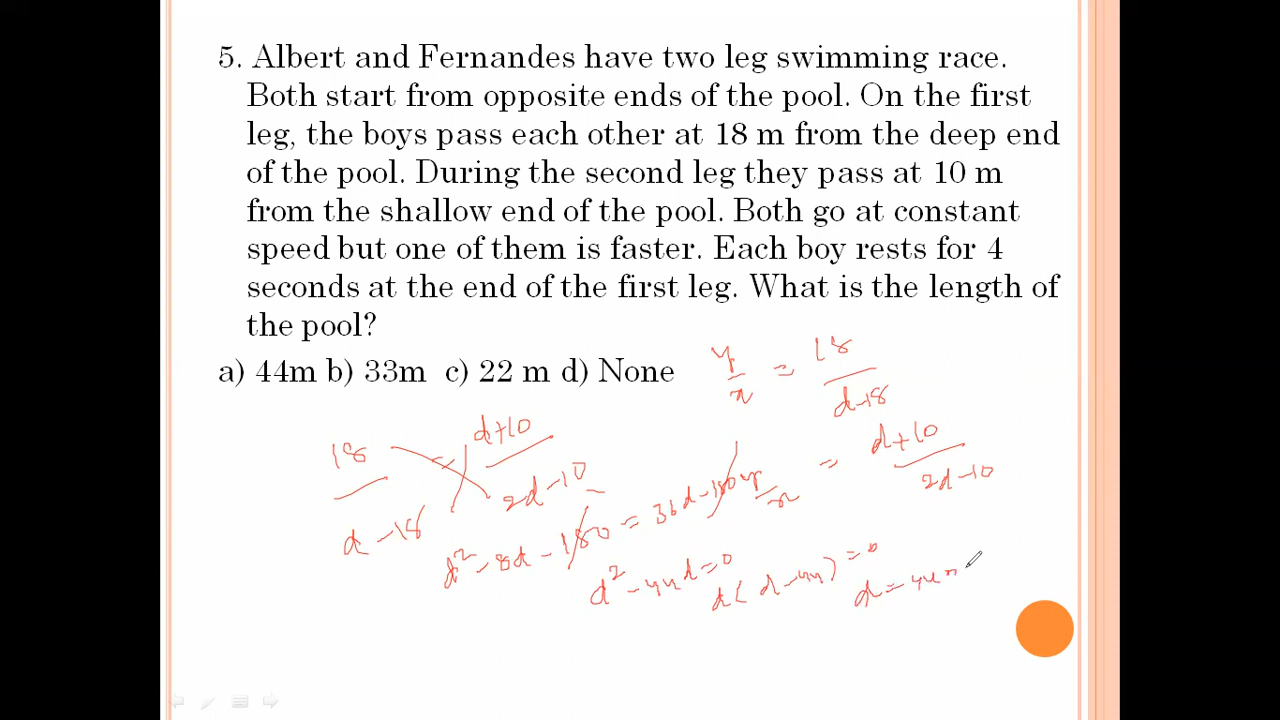 5. Albert and Fernandes have two leg swimming race.
Both start from opposite ends of the pool. On the first
leg, the boys pass each other at 18 m from the deep end
of the pool. During the second leg they pass at 10 m
from the shallow end of the pool. Both go at constant
speed but one of them is faster. Each boy rests for 4
seconds at the end of the first leg. What is the length of
the pool?
a) 44m b) 33m c) 22 m d) None
y/x = 18/d-18
18/d-18 = d+10/2d-10
y/x = d+10/2d-10
d²-8d-180 = 36d-180
d²-44d=0
d(d-44)=0
d=44m